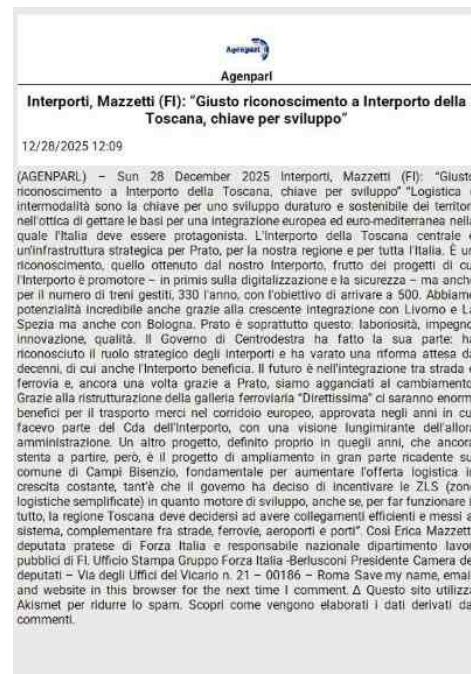 Agenparl
Agenparl
Interporti, Mazzetti (FI): “Giusto riconoscimento a Interporto della
Toscana, chiave per sviluppo”
12/28/2025 12:09
(AGENPARL) – Sun 28 December 2025 Interporti, Mazzetti (FI): “Giusto
riconoscimento a Interporto della Toscana, chiave per sviluppo” “Logistica e
intermodalità sono la chiave per uno sviluppo duraturo e sostenibile dei territori
nell'ottica di gettare le basi per una integrazione europea ed euro-mediterranea nella
quale l'Italia deve essere protagonista. L'Interporto della Toscana centrale è
un'infrastruttura strategica per Prato, per la nostra regione e per tutta l'Italia. È un
riconoscimento, quello ottenuto dal nostro Interporto, frutto dei progetti di cui
l'Interporto è promotore – in primis sulla digitalizzazione e la sicurezza – ma anche
per il numero di treni gestiti, 330 l'anno, con l'obiettivo di arrivare a 500. Abbiamo
potenzialità incredibile anche grazie alla crescente integrazione con Livorno e La
Spezia ma anche con Bologna. Prato è soprattutto questo: laboriosità, impegno,
innovazione, qualità. Il Governo di Centrodestra ha fatto la sua parte: ha
riconosciuto il ruolo strategico degli interporti e ha varato una riforma attesa da
decenni, di cui anche l'Interporto beneficia. Il futuro è nell'integrazione tra strada e
ferrovia e, ancora una volta grazie a Prato, siamo agganciati al cambiamento.
Grazie alla ristrutturazione della galleria ferroviaria “Direttissima” ci saranno enormi
benefici per il trasporto merci nel corridoio europeo, approvata negli anni in cui
facevo parte del Cda dell'Interporto, con una visione lungimirante dell'allora
amministrazione. Un altro progetto, definito proprio in quegli anni, che ancora
stenta a partire, però, è il progetto di ampliamento in gran parte ricadente sul
comune di Campi Bisenzio, fondamentale per aumentare l'offerta logistica in
crescita costante, tant'è che il governo ha deciso di incentivare le ZLS (zone
logistiche semplificate) in quanto motore di sviluppo, anche se, per far funzionare il
tutto, la regione Toscana deve decidersi ad avere collegamenti efficienti e messi a
sistema, complementare fra strade, ferrovie, aeroporti e porti”. Così Erica Mazzetti,
deputata pratese di Forza Italia e responsabile nazionale dipartimento lavori
pubblici di FI. Ufficio Stampa Gruppo Forza Italia -Berlusconi Presidente Camera dei
deputati – Via degli Uffici del Vicario n. 21 – 00186 – Roma Save my name, email,
and website in this browser for the next time I comment. Δ Questo sito utilizza
Akismet per ridurre lo spam. Scopri come vengono elaborati i dati derivati dai
commenti.